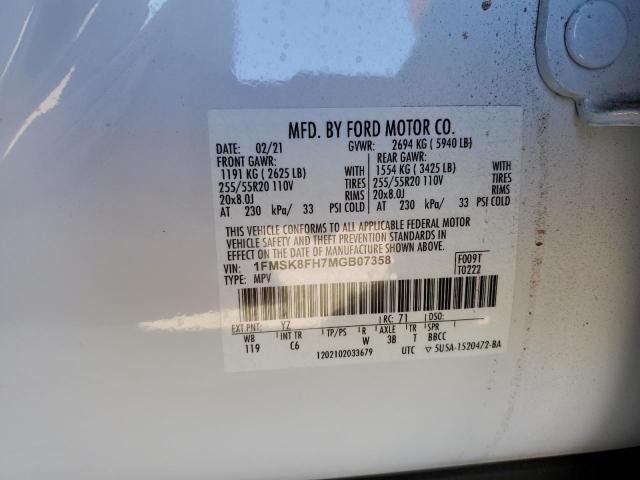 MFD. BY FORD MOTOR CO.
DATE: 02/21 GVWR: 2694 KG ( 5940 LB)
FRONT GAWR: REAR GAWR:
1191 KG ( 2625 LB) 1554 KG ( 3425 LB)
255/55R20 110V TIRES 255/55R20 110V TIRES
20x8.0J RIMS 20x8.0J RIMS
AT 230 kPa/ 33 PSI COLD AT 230 kPa/ 33 PSI COLD
THIS VEHICLE CONFORMS TO ALL APPLICABLE FEDERAL MOTOR
VEHICLE SAFETY AND THEFT PREVENTION STANDARDS IN
EFFECT ON THE DATE OF MANUFACTURE SHOWN ABOVE.
VIN: 1FMSK8FH7MGB07358 F009T
TYPE: MPV T0222
EXT PNT: YZ RC: 71
WB INT TR TP/PS R AXLE TR SPR
119 C6 W 3B T BBCC
1202102033679 UTC ▽ 5U5A-1520472-BA